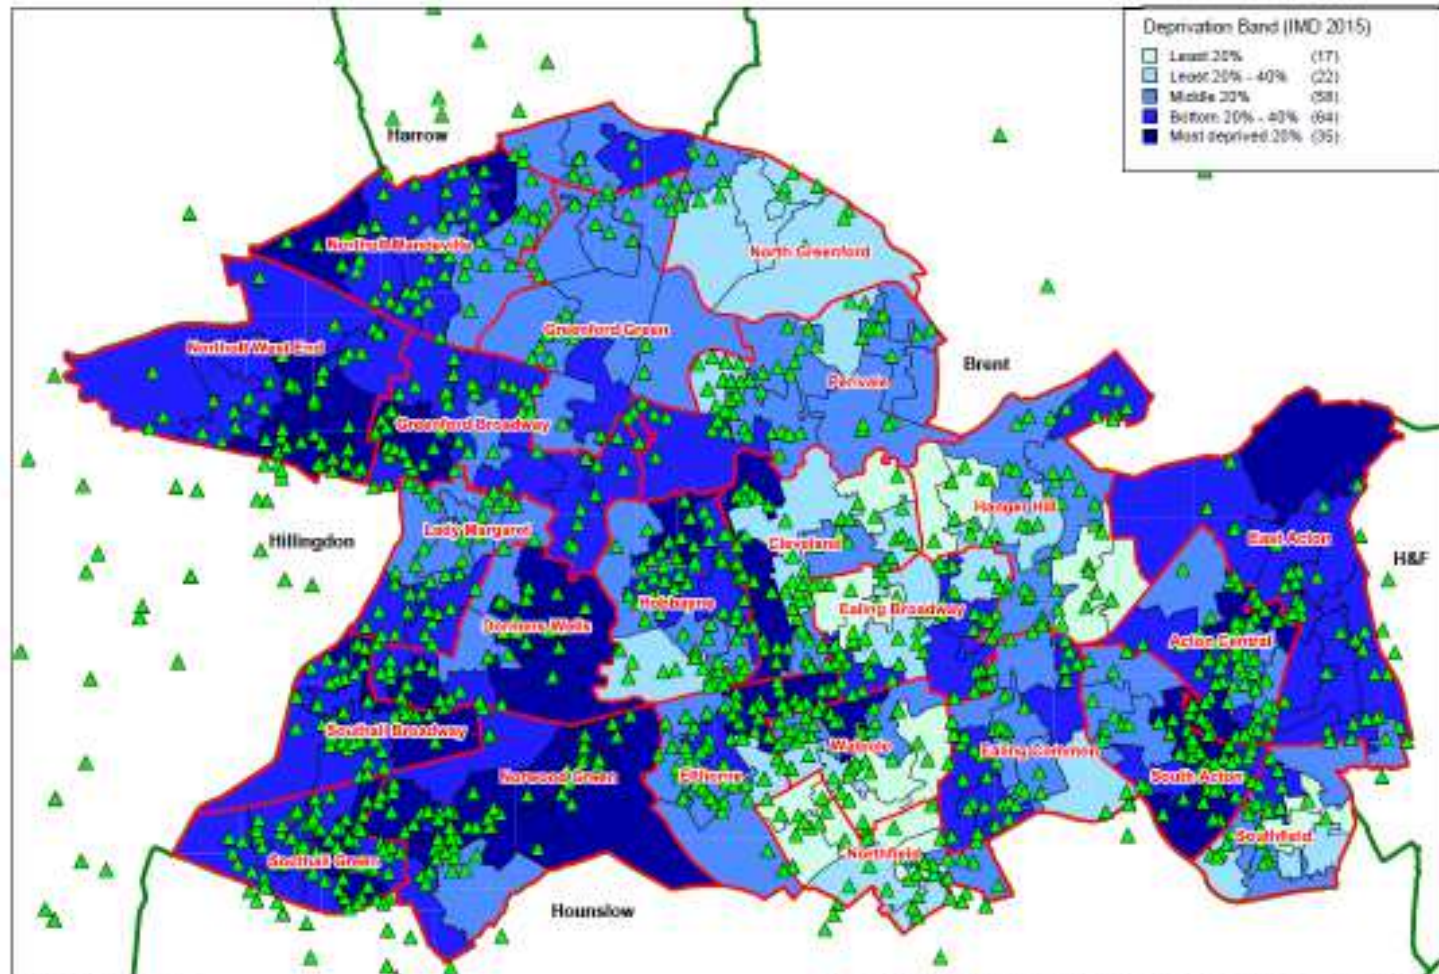 Deprivation Band (IMD 2015)
Least 20% (17)
Least 20% - 40% (22)
Middle 20% (58)
Bottom 20% - 40% (64)
Most deprived 20% (35)
Harrow
Northolt Mandeville
North Greenford
Greenford Green
Northolt West End
Perivale
Brent
Greenford Broadway
Hanger Hill
Lady Margaret
Hillingdon
Cleveland
East Acton
H&F
Hobbayne
Ealing Broadway
Dormers Wells
Acton Central
Southall Broadway
Walpole
Ealing Common
Norwood Green
Elthorne
South Acton
Southfield
Southall Green
Northfield
Hounslow